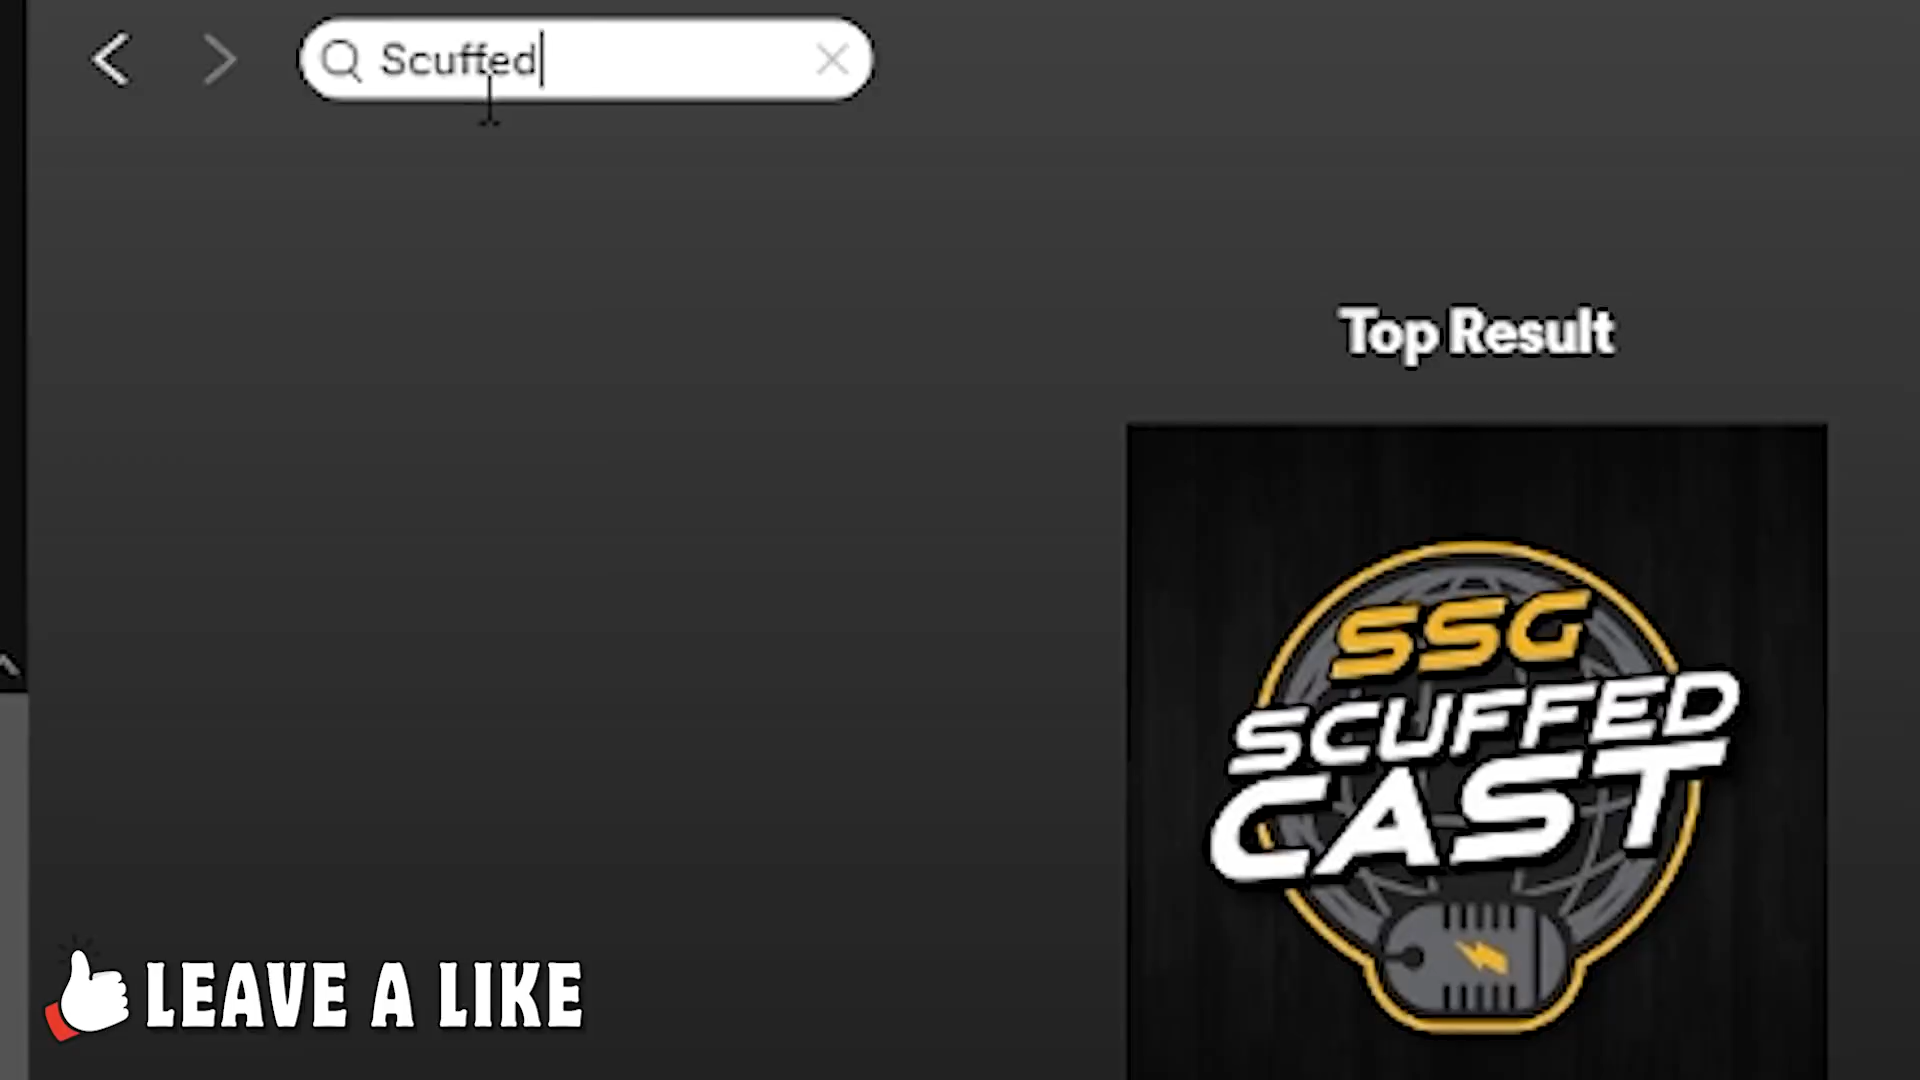 Scuffed
Top Result
SSG
SCUFFED
CAST
LEAVE A LIKE